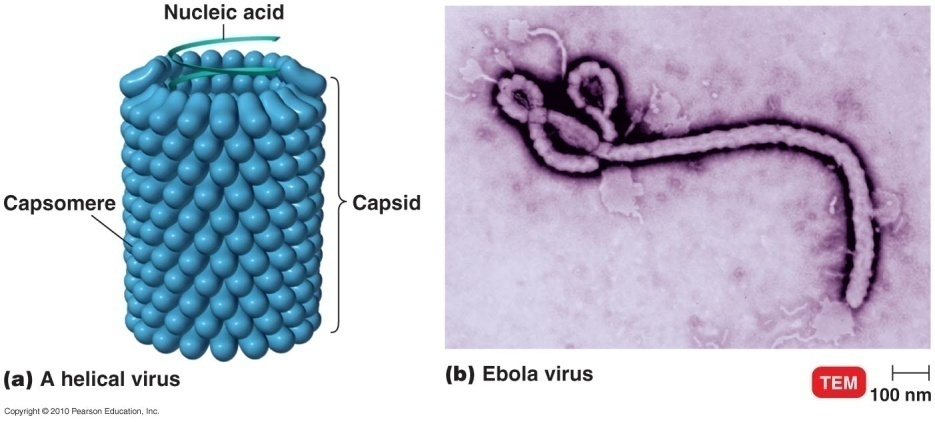 Nucleic acid
Capsomere
Capsid
(a) A helical virus
(b) Ebola virus
TEM
100 nm
Copyright © 2010 Pearson Education, Inc.